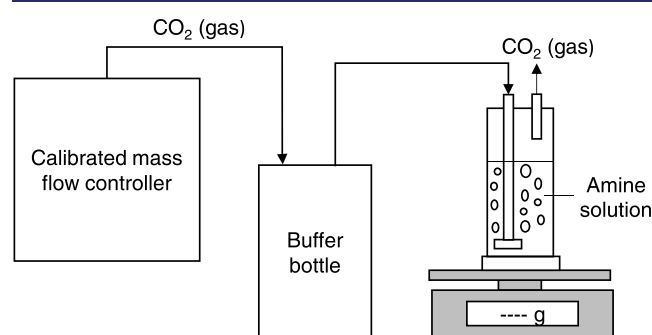 CO₂ (gas)
CO₂ (gas)
Calibrated mass
flow controller
Amine
solution
Buffer
bottle
---- g